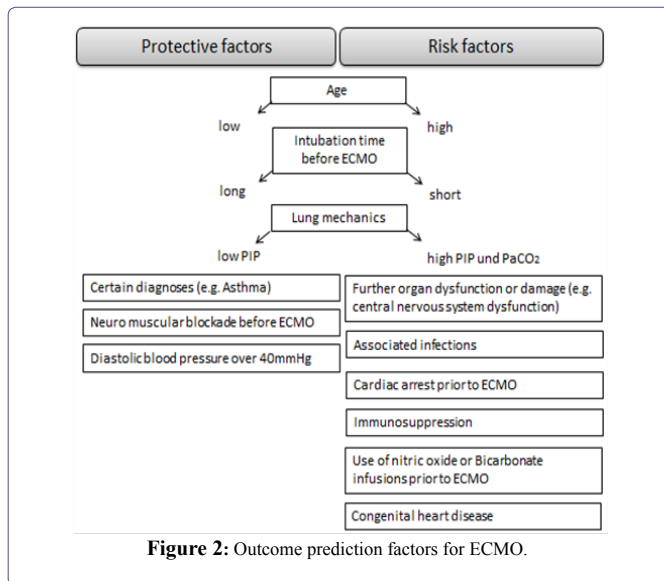 Protective factors
Risk factors
Age
low
high
Intubation time
before ECMO
long
short
Lung mechanics
low PIP
high PIP und PaCO2
Certain diagnoses (e.g. Asthma)
Neuro muscular blockade before ECMO
Diastolic blood pressure over 40mmHg
Further organ dysfunction or damage (e.g.
central nervous system dysfunction)
Associated infections
Cardiac arrest prior to ECMO
Immunosuppression
Use of nitric oxide or Bicarbonate
infusions prior to ECMO
Congenital heart disease
Figure 2: Outcome prediction factors for ECMO.